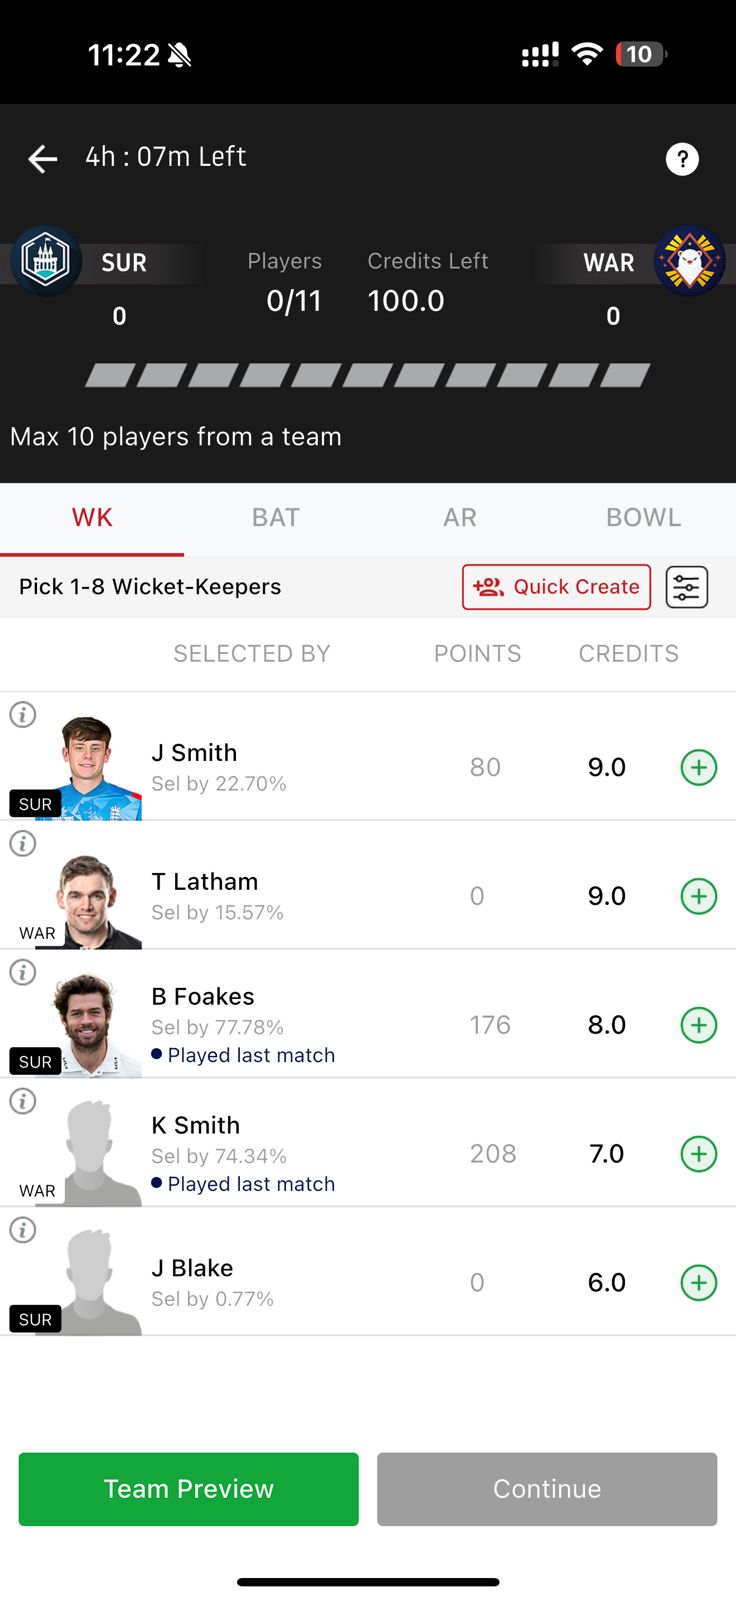 11:22
10
4h : 07m Left
?
SUR
Players
Credits Left
WAR
0
0/11
100.0
0
Max 10 players from a team
WK
BAT
AR
BOWL
Pick 1-8 Wicket-Keepers
Quick Create
SELECTED BY
POINTS
CREDITS
i
J Smith
Sel by 22.70%
80
9.0
SUR
i
T Latham
Sel by 15.57%
0
9.0
WAR
i
B Foakes
Sel by 77.78%
Played last match
176
8.0
SUR
i
K Smith
Sel by 74.34%
Played last match
208
7.0
WAR
i
J Blake
Sel by 0.77%
0
6.0
SUR
Team Preview
Continue